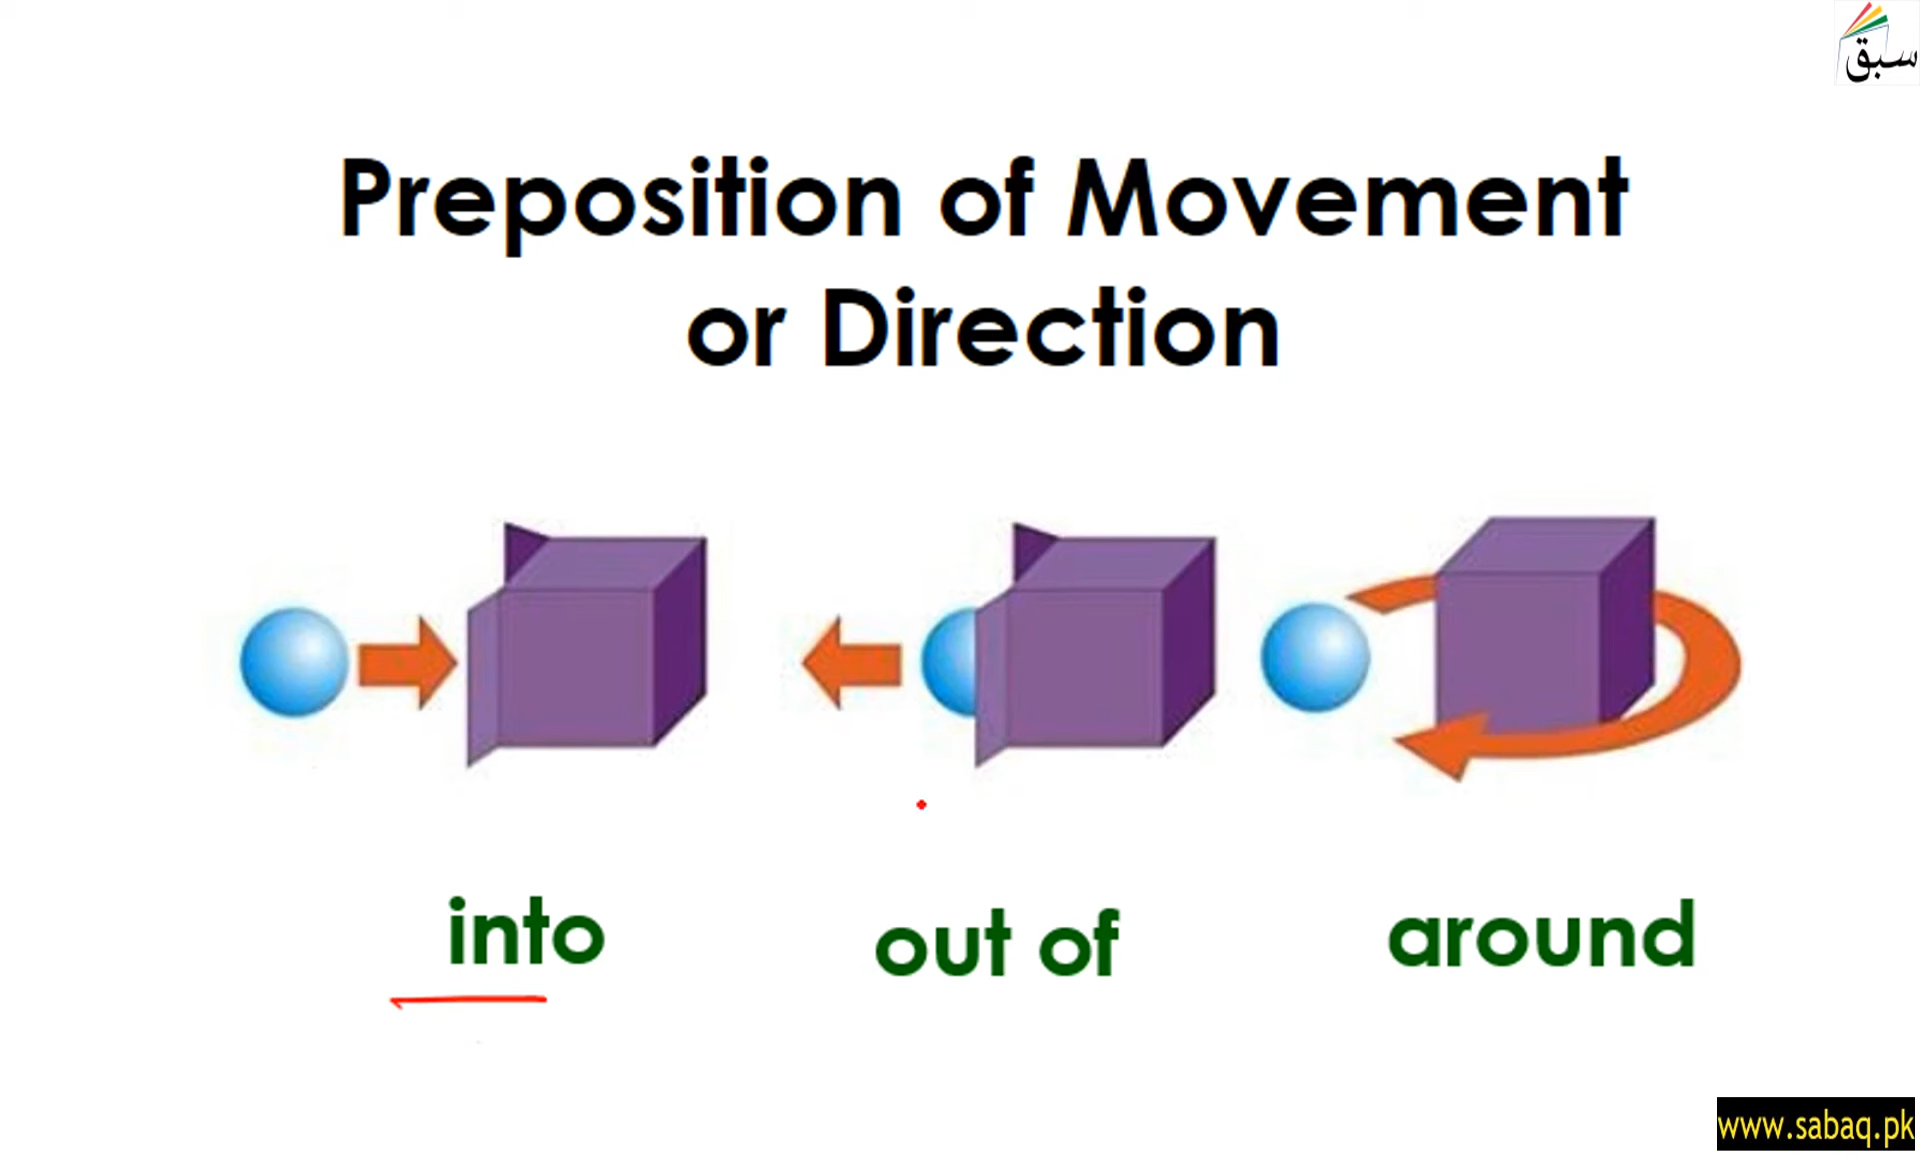 سبق
Preposition of Movement
or Direction
into
out of
around
www.sabaq.pk